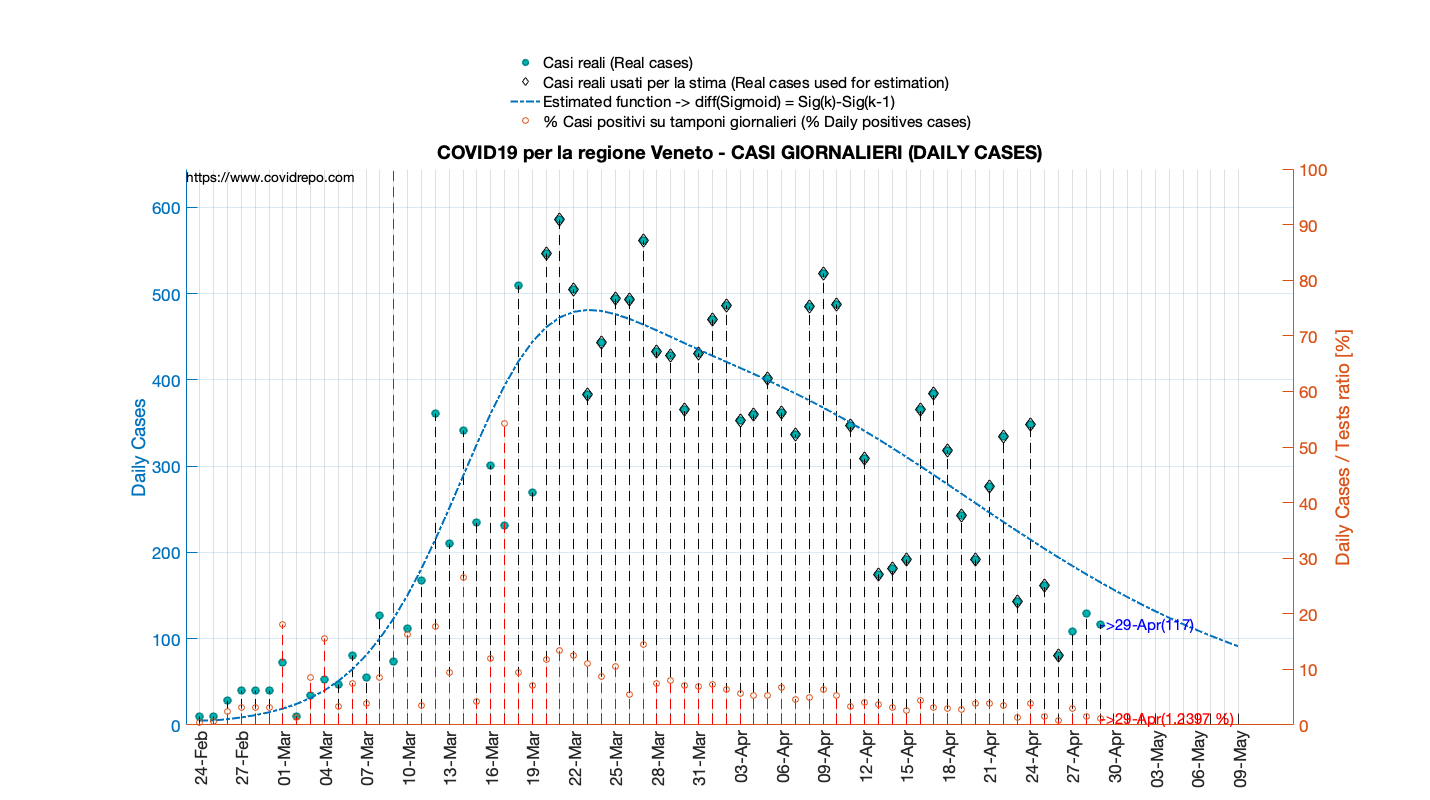 Casi reali (Real cases)
Casi reali usati per la stima (Real cases used for estimation)
Estimated function -> diff(Sigmoid) = Sig(k)-Sig(k-1)
% Casi positivi su tamponi giornalieri (% Daily positives cases)
COVID19 per la regione Veneto - CASI GIORNALIERI (DAILY CASES)
https://www.covidrepo.com
Daily Cases
600
500
400
300
200
100
0
Daily Cases / Tests ratio [%]
100
90
80
70
60
50
40
30
20
10
0
>29-Apr(117)
>29-Apr(1.2397 %)
24-Feb
27-Feb
01-Mar
04-Mar
07-Mar
10-Mar
13-Mar
16-Mar
19-Mar
22-Mar
25-Mar
28-Mar
31-Mar
03-Apr
06-Apr
09-Apr
12-Apr
15-Apr
18-Apr
21-Apr
24-Apr
27-Apr
30-Apr
03-May
06-May
09-May